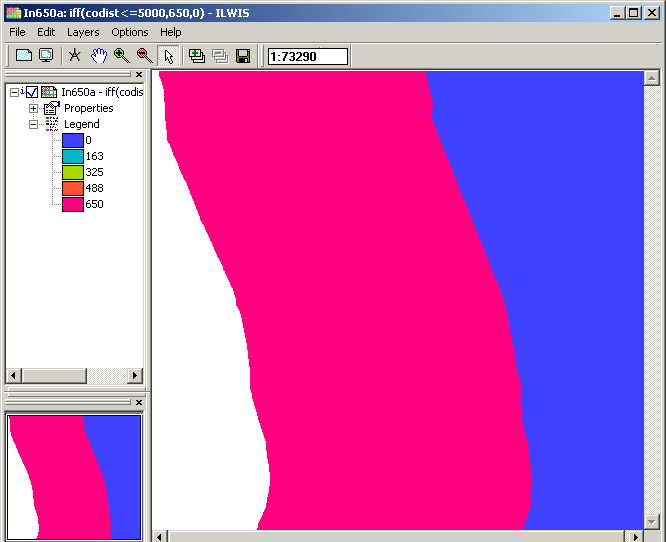 In650a: iff(codist<=5000,650,0) - ILWIS
File Edit Layers Options Help
1:73290
In650a - iff(codis
Properties
Legend
0
163
325
488
650